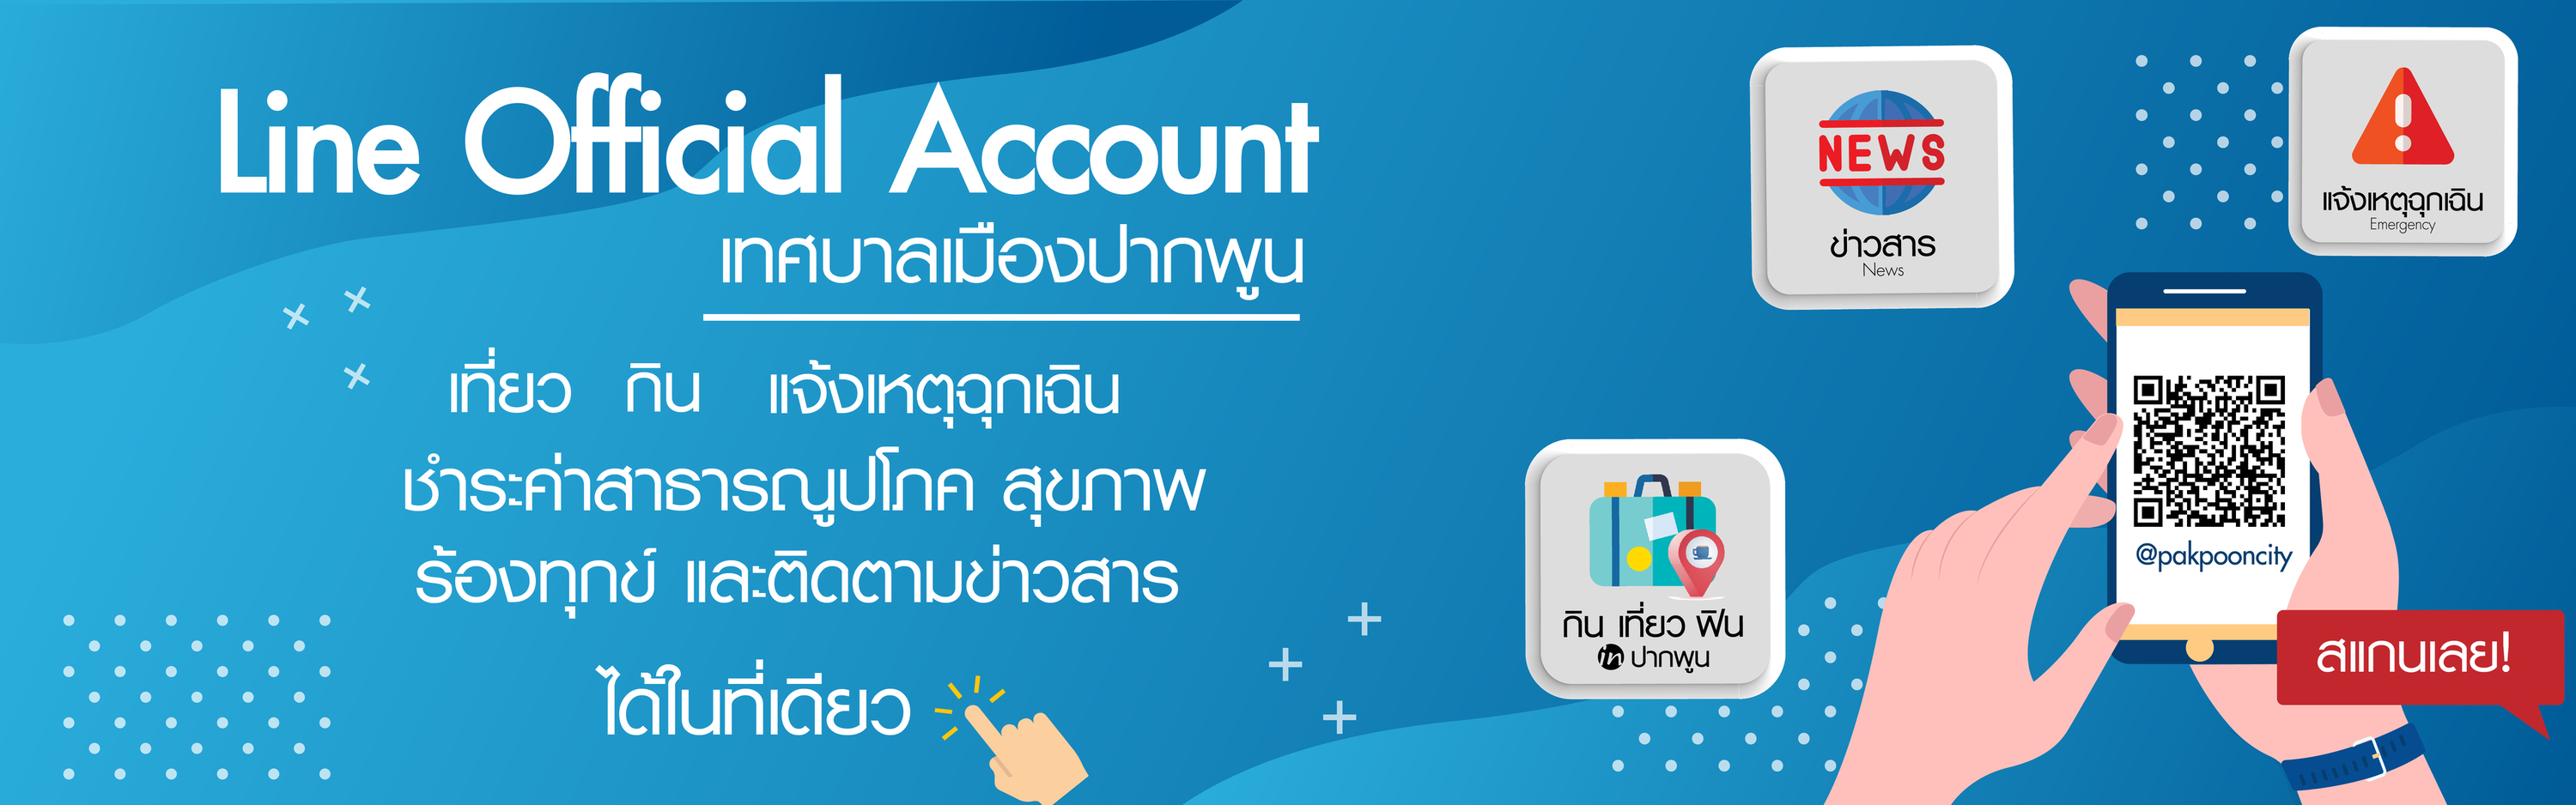 Line Official Account
เทศบาลเมืองปากพูน
เที่ยว กิน แจ้งเหตุฉุกเฉิน
ชำระค่าสาธารณูปโภค สุขภาพ
ร้องทุกข์ และติดตามข่าวสาร
ได้ในที่เดียว
NEWS
ข่าวสาร
News
แจ้งเหตุฉุกเฉิน
Emergency
กิน เที่ยว ฟิน
in ปากพูน
@pakpooncity
สแกนเลย!